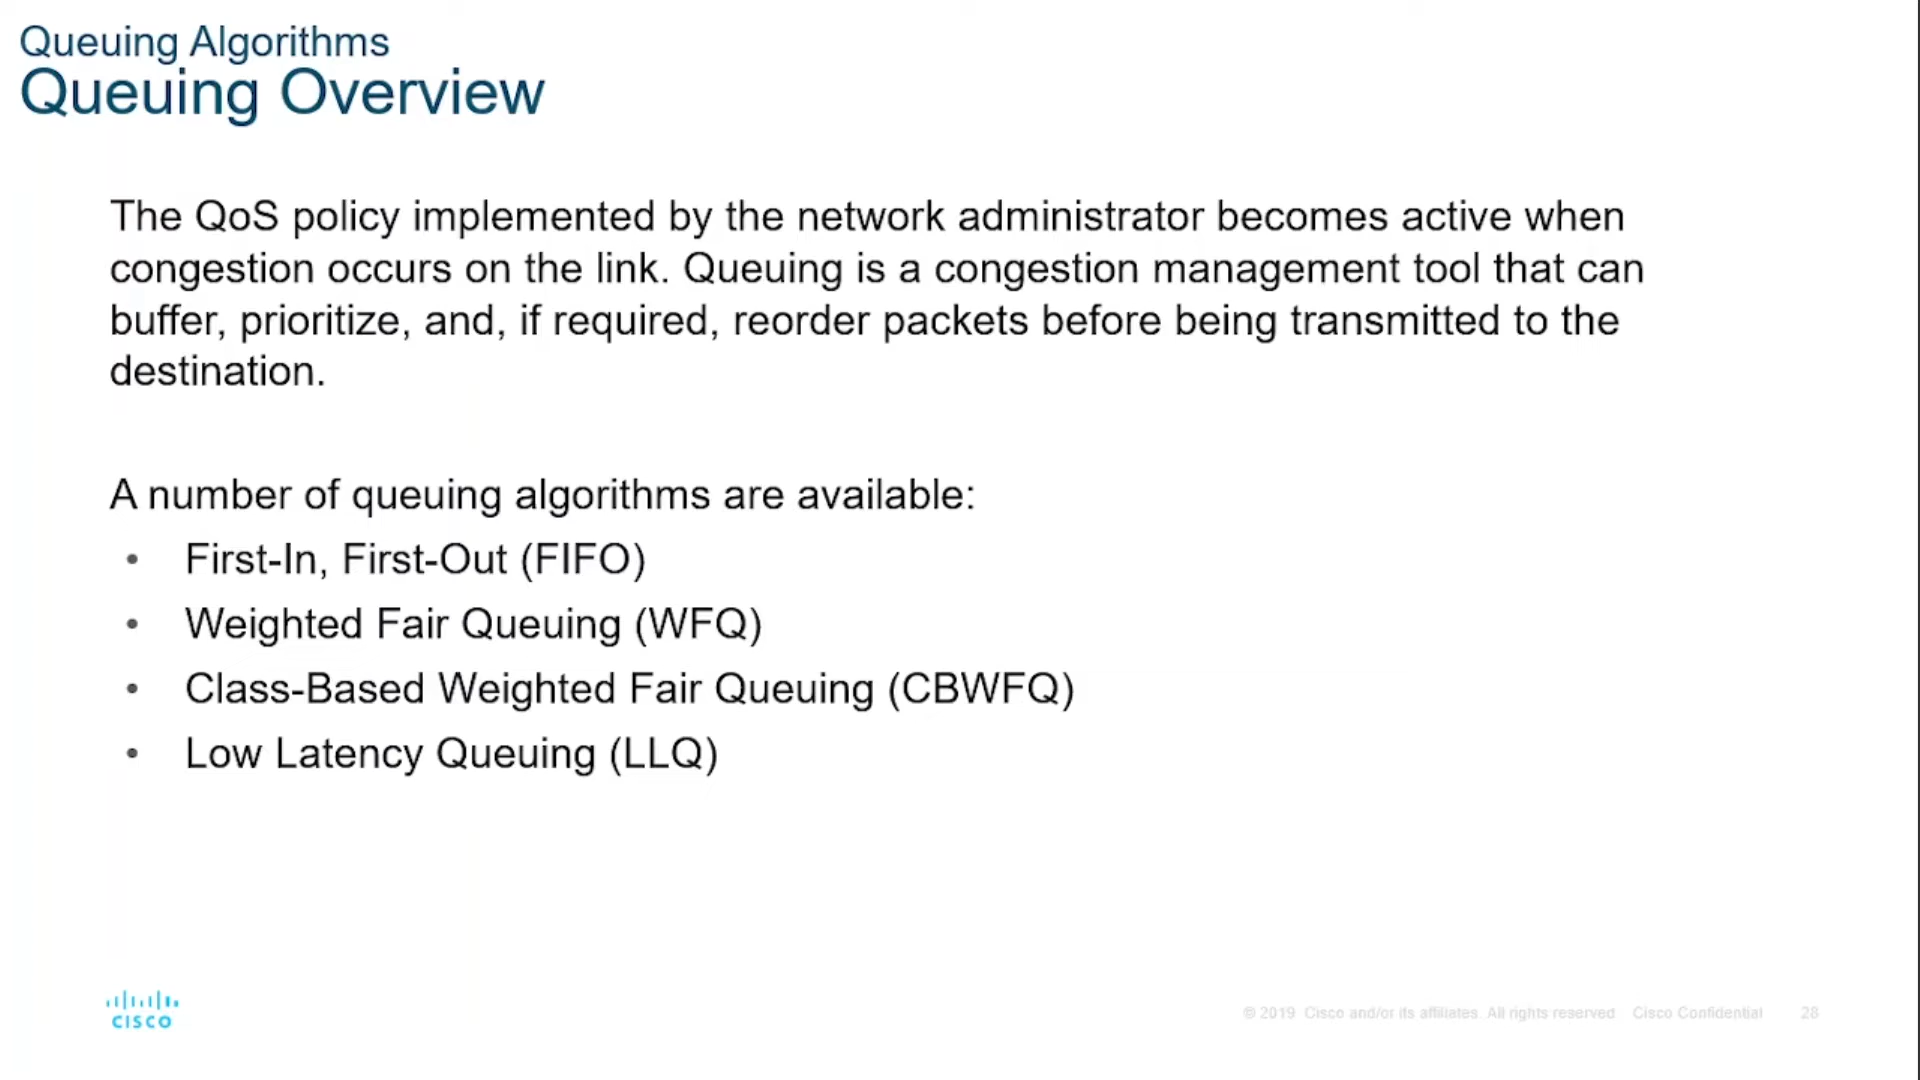 Queuing Algorithms
Queuing Overview
The QoS policy implemented by the network administrator becomes active when
congestion occurs on the link. Queuing is a congestion management tool that can
buffer, prioritize, and, if required, reorder packets before being transmitted to the
destination.
A number of queuing algorithms are available:
• First-In, First-Out (FIFO)
• Weighted Fair Queuing (WFQ)
• Class-Based Weighted Fair Queuing (CBWFQ)
• Low Latency Queuing (LLQ)
CISCO
© 2019 Cisco and/or its affiliates. All rights reserved. Cisco Confidential 28